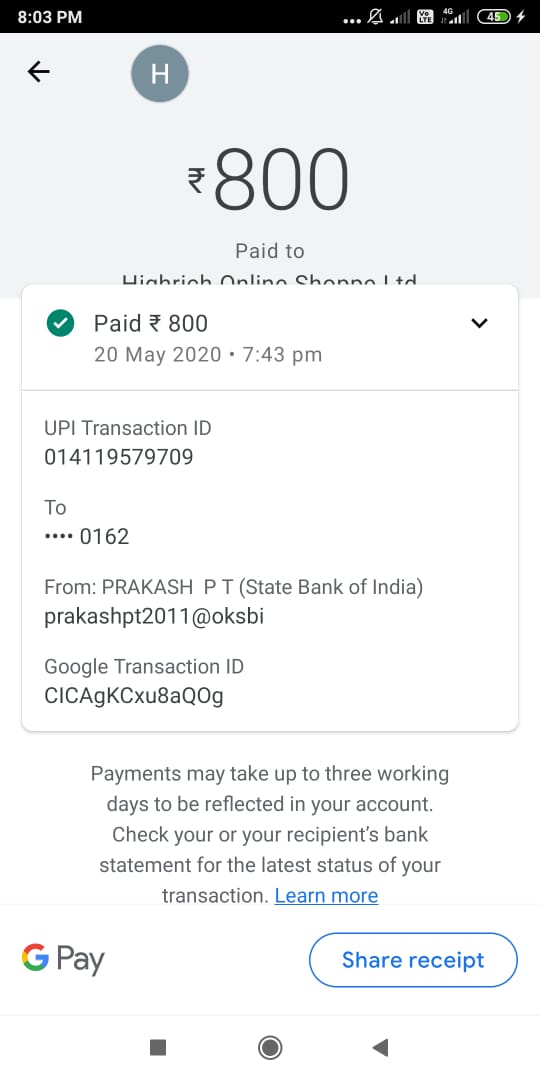 8:03 PM
4G
45
H
₹800
Paid to
Highrich Online Shoppe Ltd
Paid ₹ 800
20 May 2020 • 7:43 pm
UPI Transaction ID
014119579709
To
•••• 0162
From: PRAKASH P T (State Bank of India)
prakashpt2011@oksbi
Google Transaction ID
CICAgKCxu8aQOg
Payments may take up to three working
days to be reflected in your account.
Check your or your recipient's bank
statement for the latest status of your
transaction. Learn more
G Pay
Share receipt